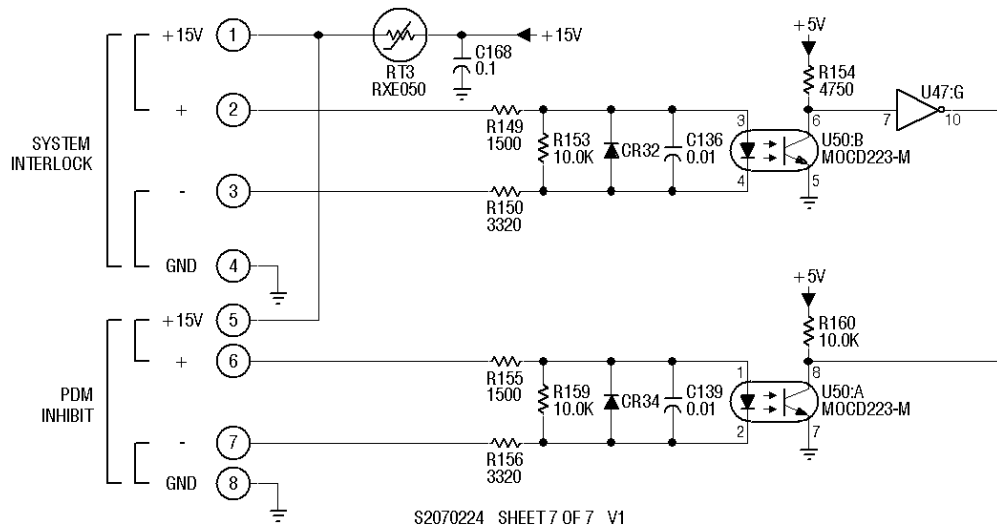 +15V 1
RT3
RXE050
C168
0.1
+15V
+5V
R154
4750
U47:G
7 10
+ 2
R149
1500
R153
10.0K
CR32
C136
0.01
3
4
6
5
U50:B
MOCD223-M
SYSTEM
INTERLOCK
- 3
R150
3320
GND 4
+15V 5
+5V
R160
10.0K
+ 6
R155
1500
R159
10.0K
CR34
C139
0.01
1
2
8
7
U50:A
MOCD223-M
PDM
INHIBIT
- 7
R156
3320
GND 8
S2070224 SHEET 7 OF 7 V1